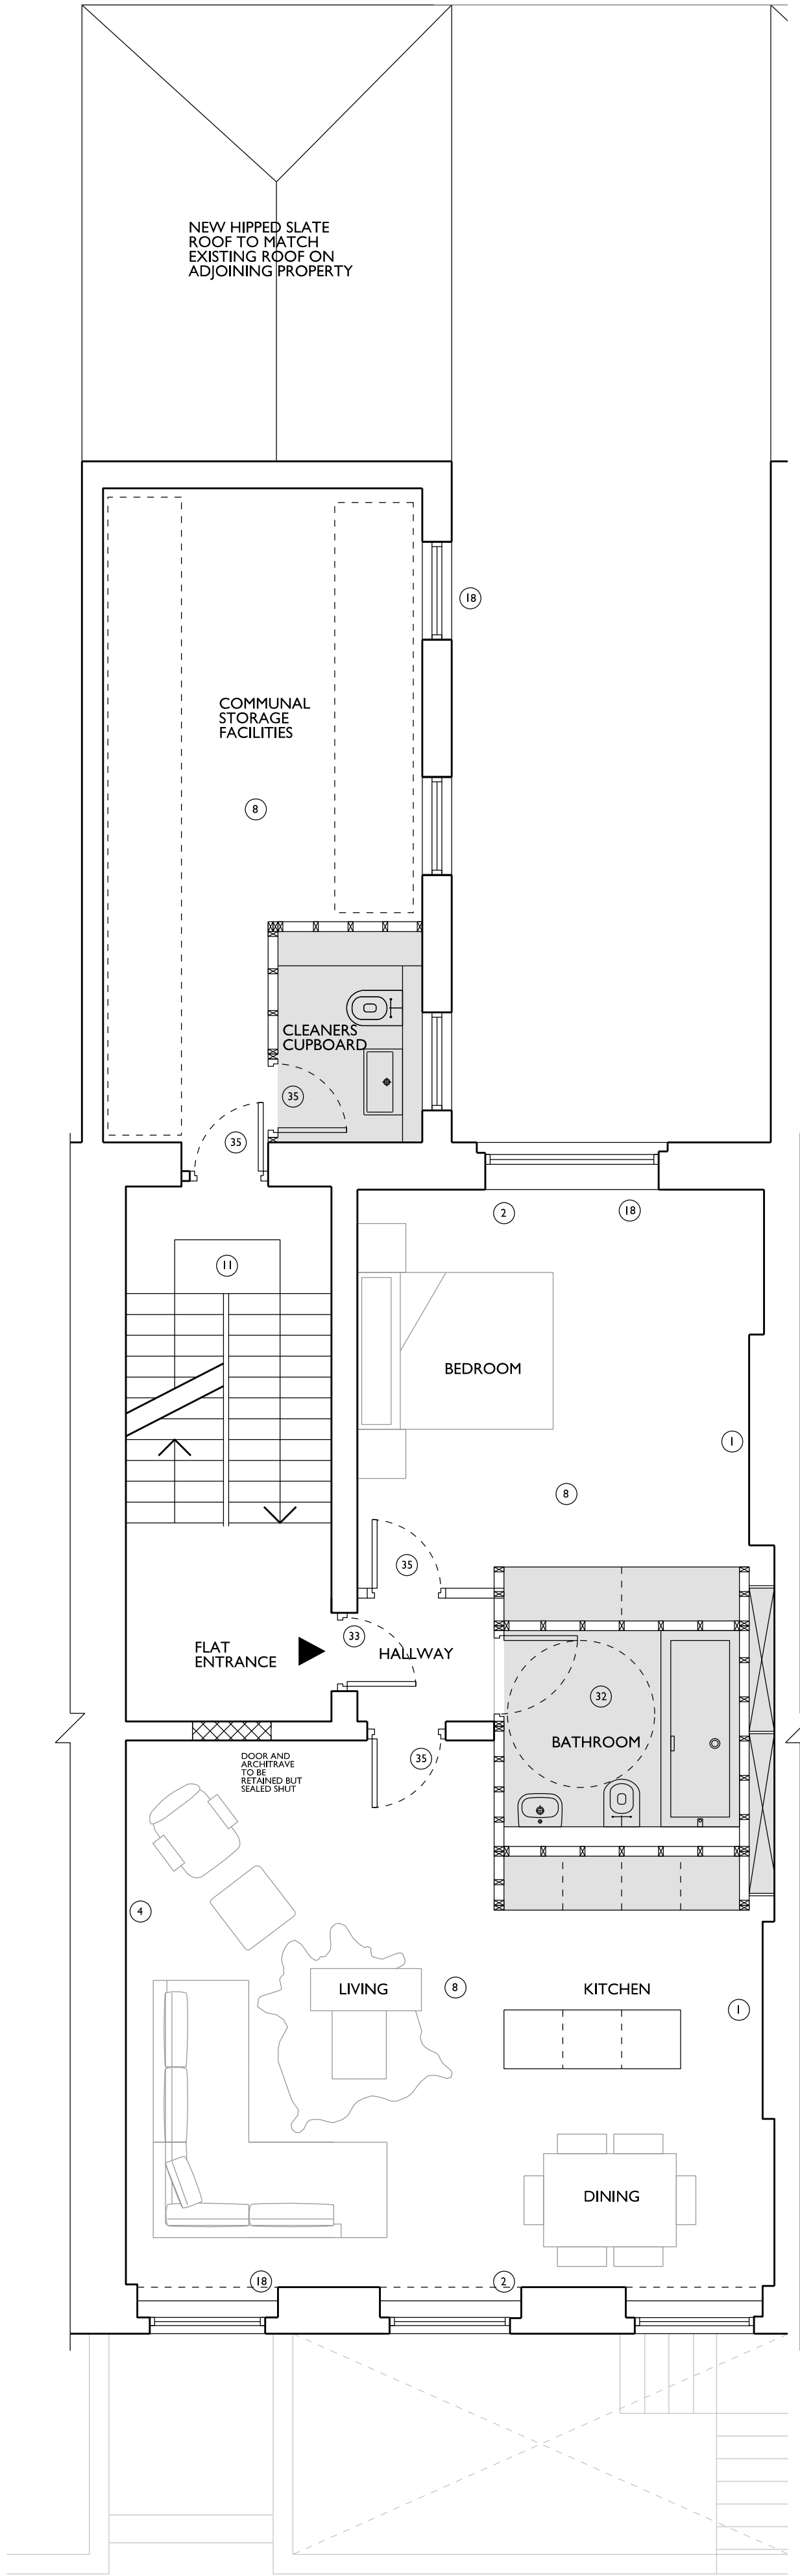 NEW HIPPED SLATE
ROOF TO MATCH
EXISTING ROOF ON
ADJOINING PROPERTY
18
COMMUNAL
STORAGE
FACILITIES
8
CLEANERS
CUPBOARD
35
35
2
18
11
BEDROOM
1
8
35
33
FLAT
ENTRANCE
HALLWAY
32
BATHROOM
35
DOOR AND
ARCHITRAVE
TO BE
RETAINED BUT
SEALED SHUT
4
LIVING
8
KITCHEN
1
DINING
18
2